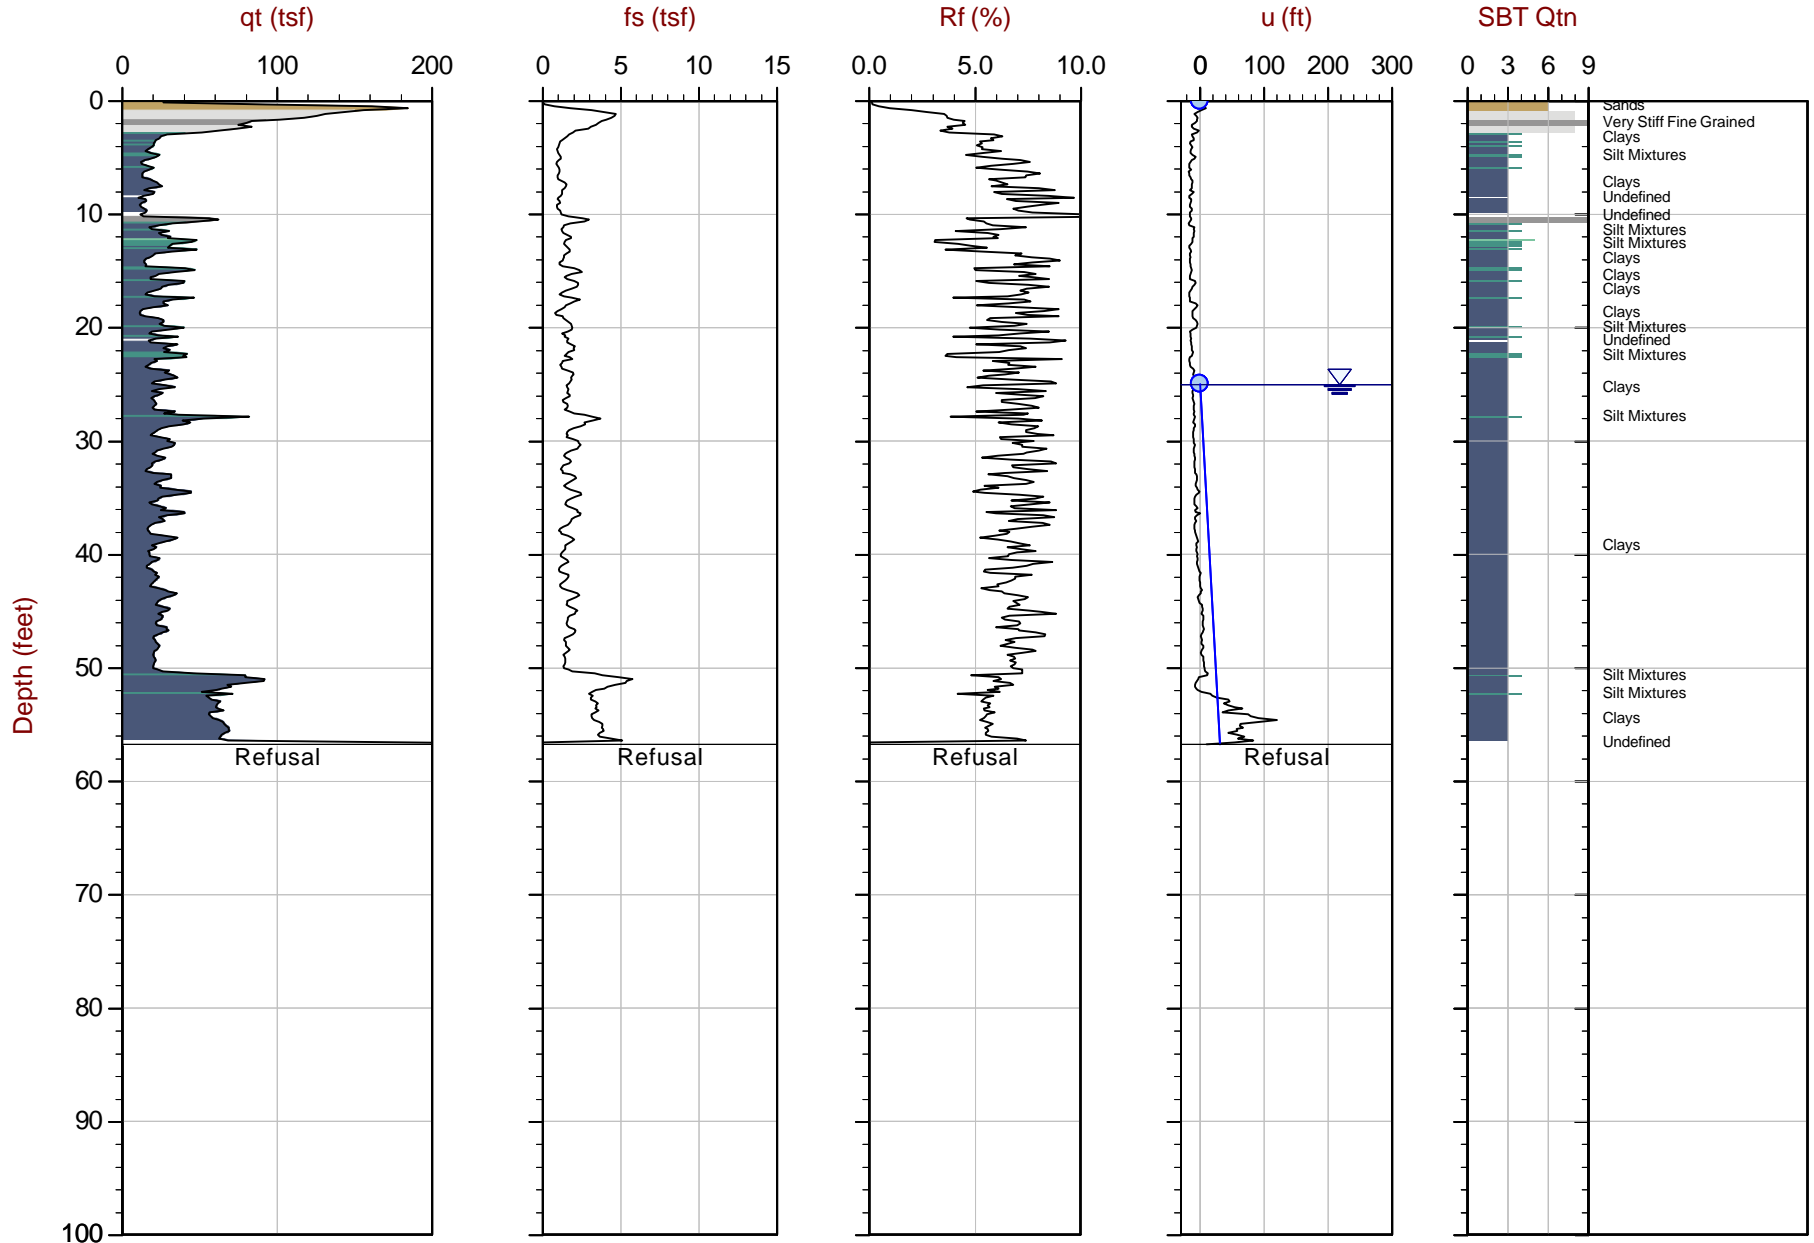 qt (tsf) fs (tsf) Rf (%) u (ft) SBT Qtn
0 100 200 0 5 15 0.0 5.0 10.0 0 0 100 200 300 0 3 6 9
0
10
20
30
40
50
60
70
80
90
100
Depth (feet)
10
Sands
Very Stiff Fine Grained
Clays
Silt Mixtures
Clays
Undefined
Undefined
Silt Mixtures
Silt Mixtures
Clays
Clays
Clays
Clays
Silt Mixtures
Undefined
Silt Mixtures
Clays
Silt Mixtures
Clays
Silt Mixtures
Silt Mixtures
Clays
Undefined
Refusal Refusal Refusal Refusal